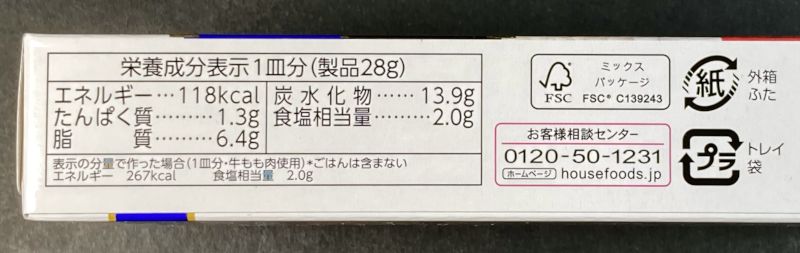 栄養成分表示1皿分(製品28g)
エネルギー…118kcal
たんぱく質………1.3g
脂　　質………6.4g
炭水化物……13.9g
食塩相当量………2.0g
表示の分量で作った場合(1皿分・牛もも肉使用)*ごはんは含まない
エネルギー 267kcal 食塩相当量 2.0g
FSC
ミックス
パッケージ
FSC® C139243
お客様相談センター
0120-50-1231
ホームページ housefoods.jp
紙
外箱
ふた
プラ
トレイ
袋